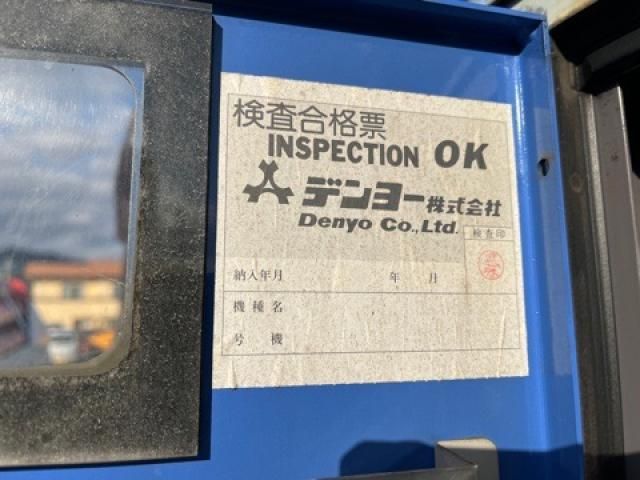 検査合格票
INSPECTION OK
デンヨー株式会社
Denyo Co., Ltd.
検査印
納入年月 年 月
機種名
号 機